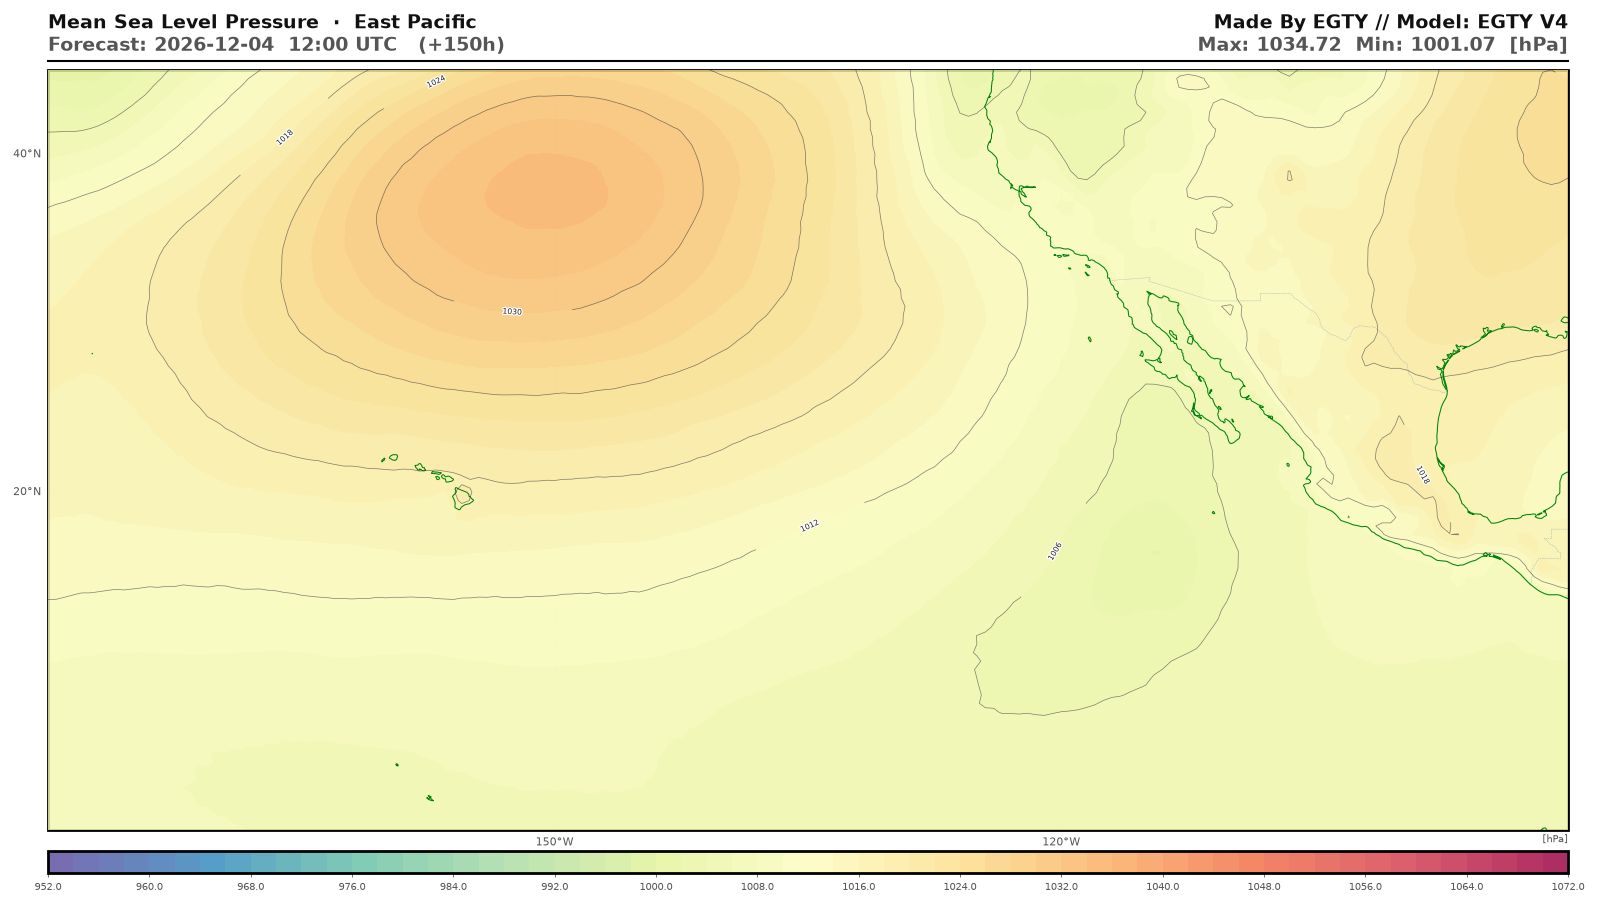 Mean Sea Level Pressure · East Pacific
Made By EGTY // Model: EGTY V4
Forecast: 2026-12-04 12:00 UTC (+150h)
Max: 1034.72 Min: 1001.07 [hPa]
1024
1018
40°N
1030
1018
20°N
1012
1006
150°W
120°W
[hPa]
952.0 960.0 968.0 976.0 984.0 992.0 1000.0 1008.0 1016.0 1024.0 1032.0 1040.0 1048.0 1056.0 1064.0 1072.0